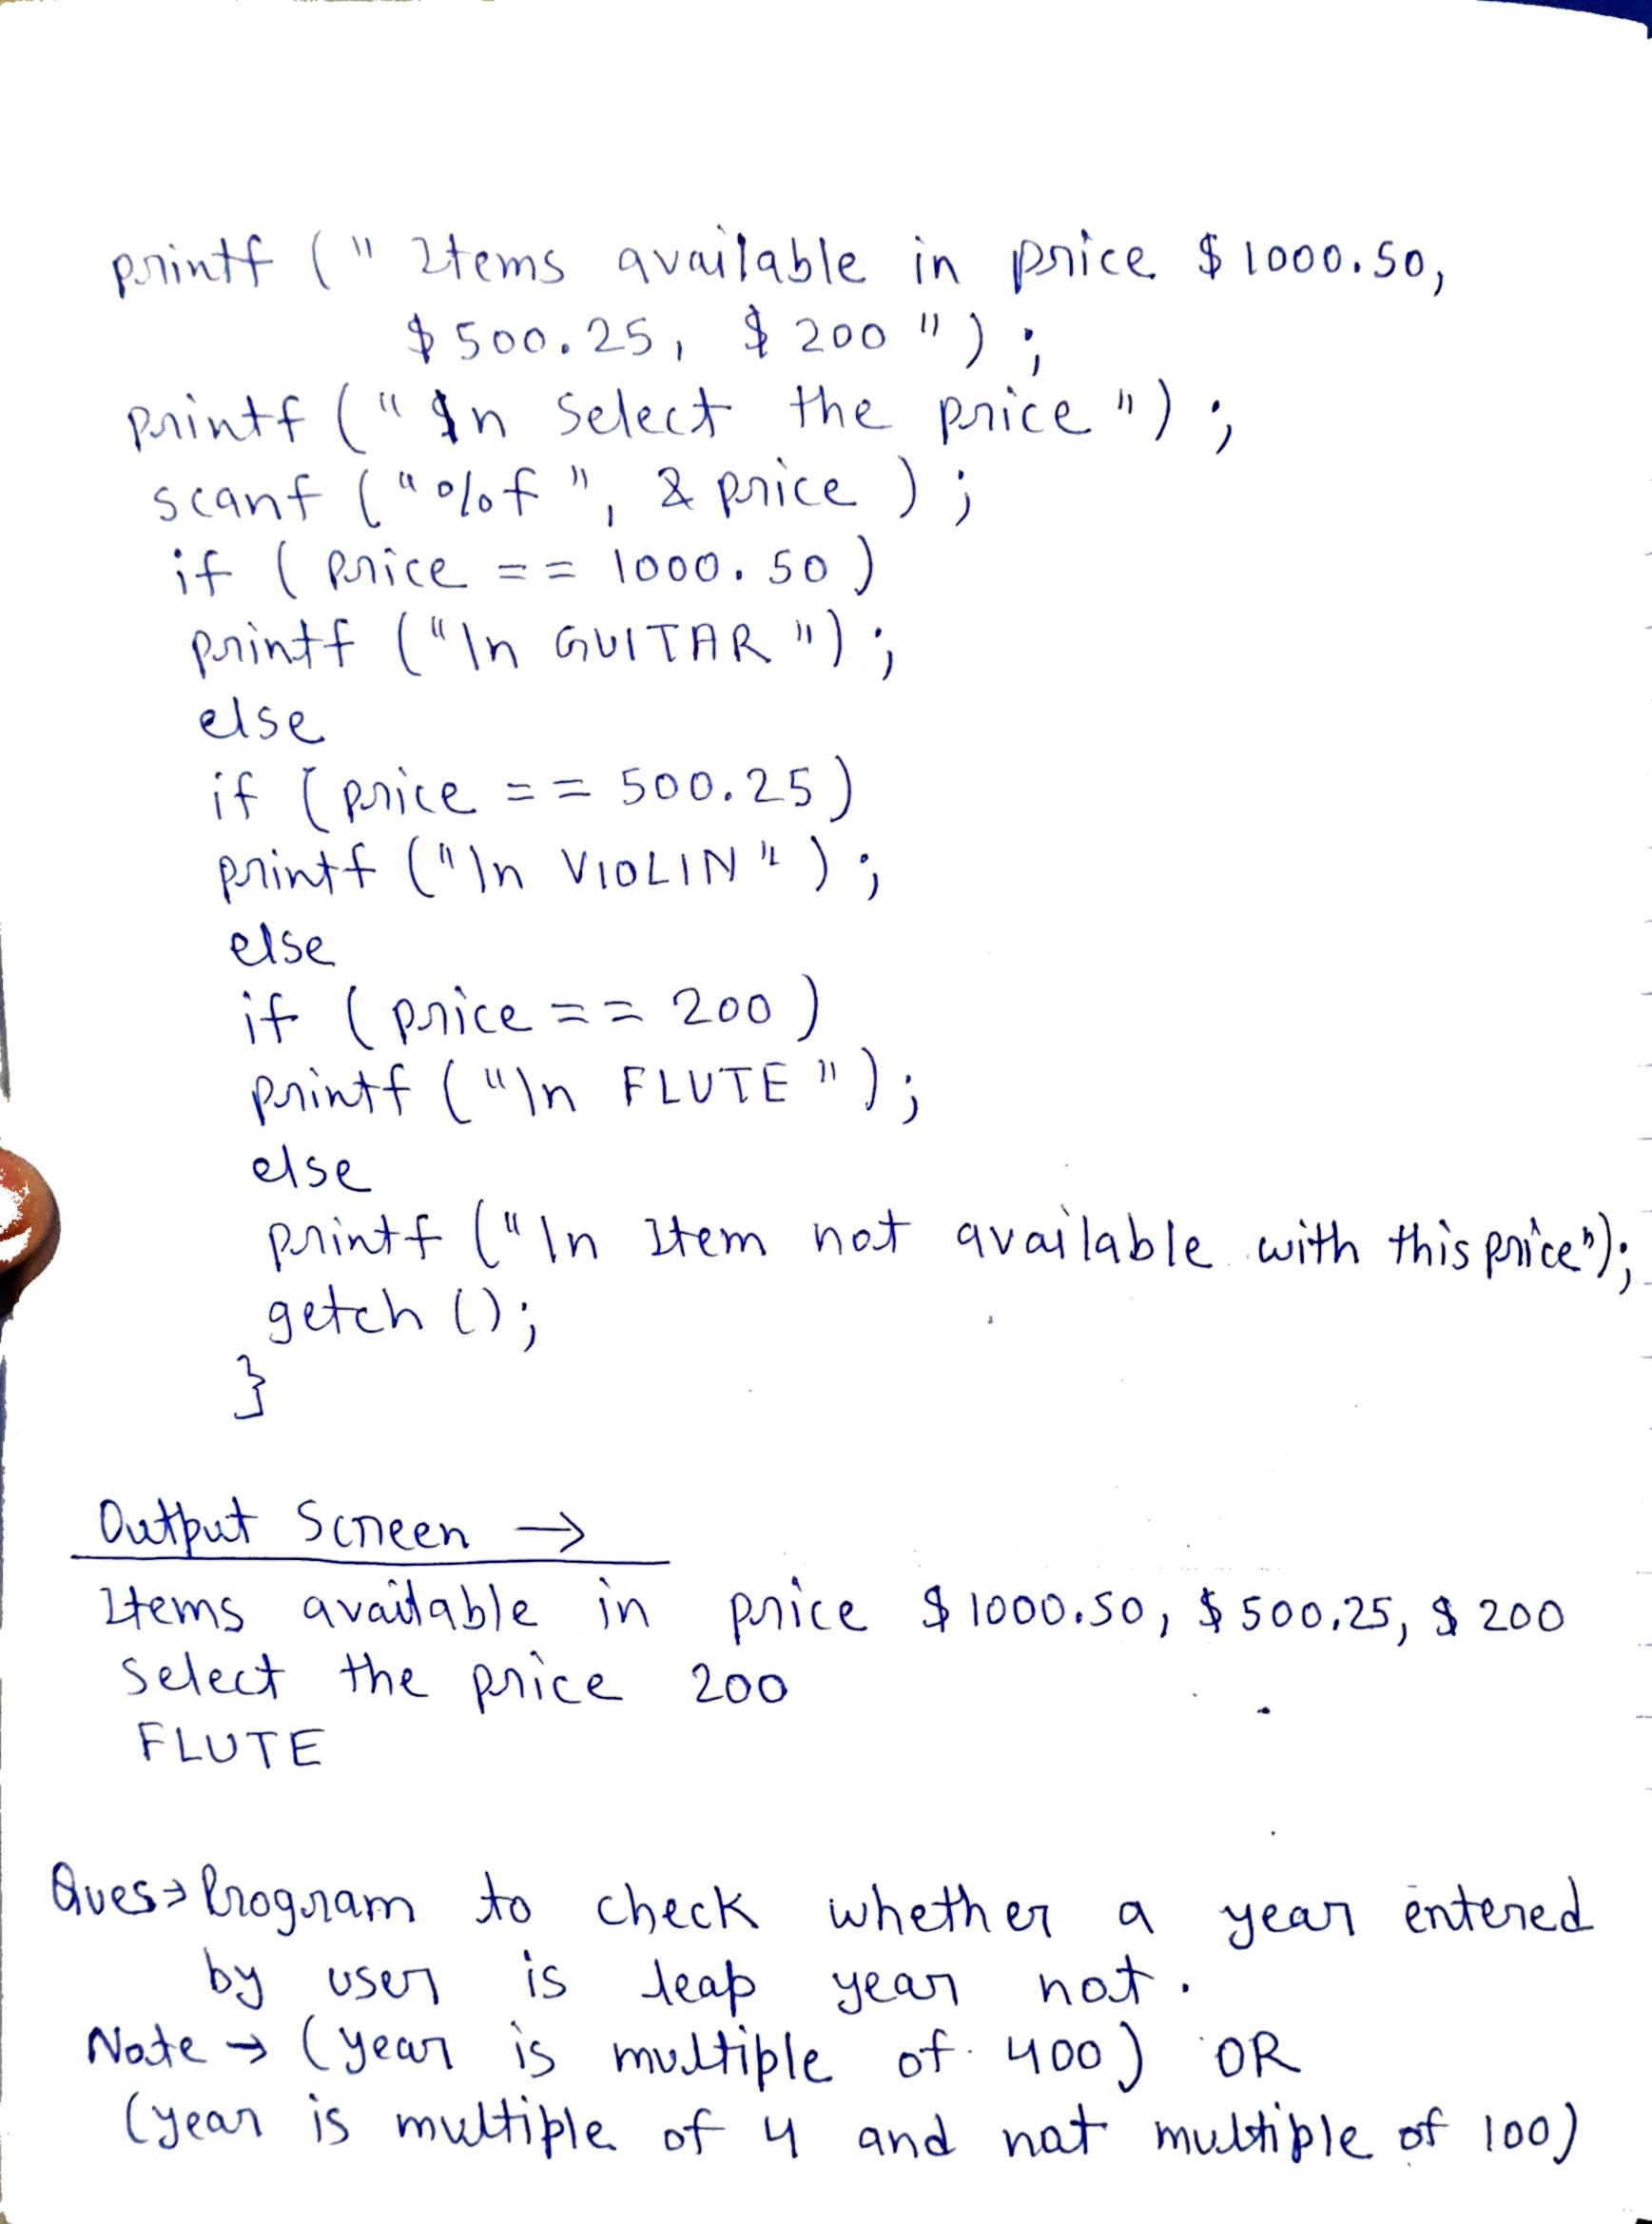 printf (" Items available in price $1000.50,
$500.25, $200 ");
printf ("\n Select the price ");
scanf ("%f", &price );
if ( price == 1000.50)
printf ("\n GUITAR ");
else
if (price == 500.25)
printf ("\n VIOLIN");
else
if (price == 200)
printf ("\n FLUTE ");
else
printf ("\n Item not available with this price");
getch ();
}
Output Screen →
Items available in price $1000.50, $500.25, $200
Select the price 200
FLUTE
Ques→ Program to check whether a year entered
by user is leap year not.
Note → (year is multiple of 400) OR
(year is multiple of 4 and not multiple of 100)